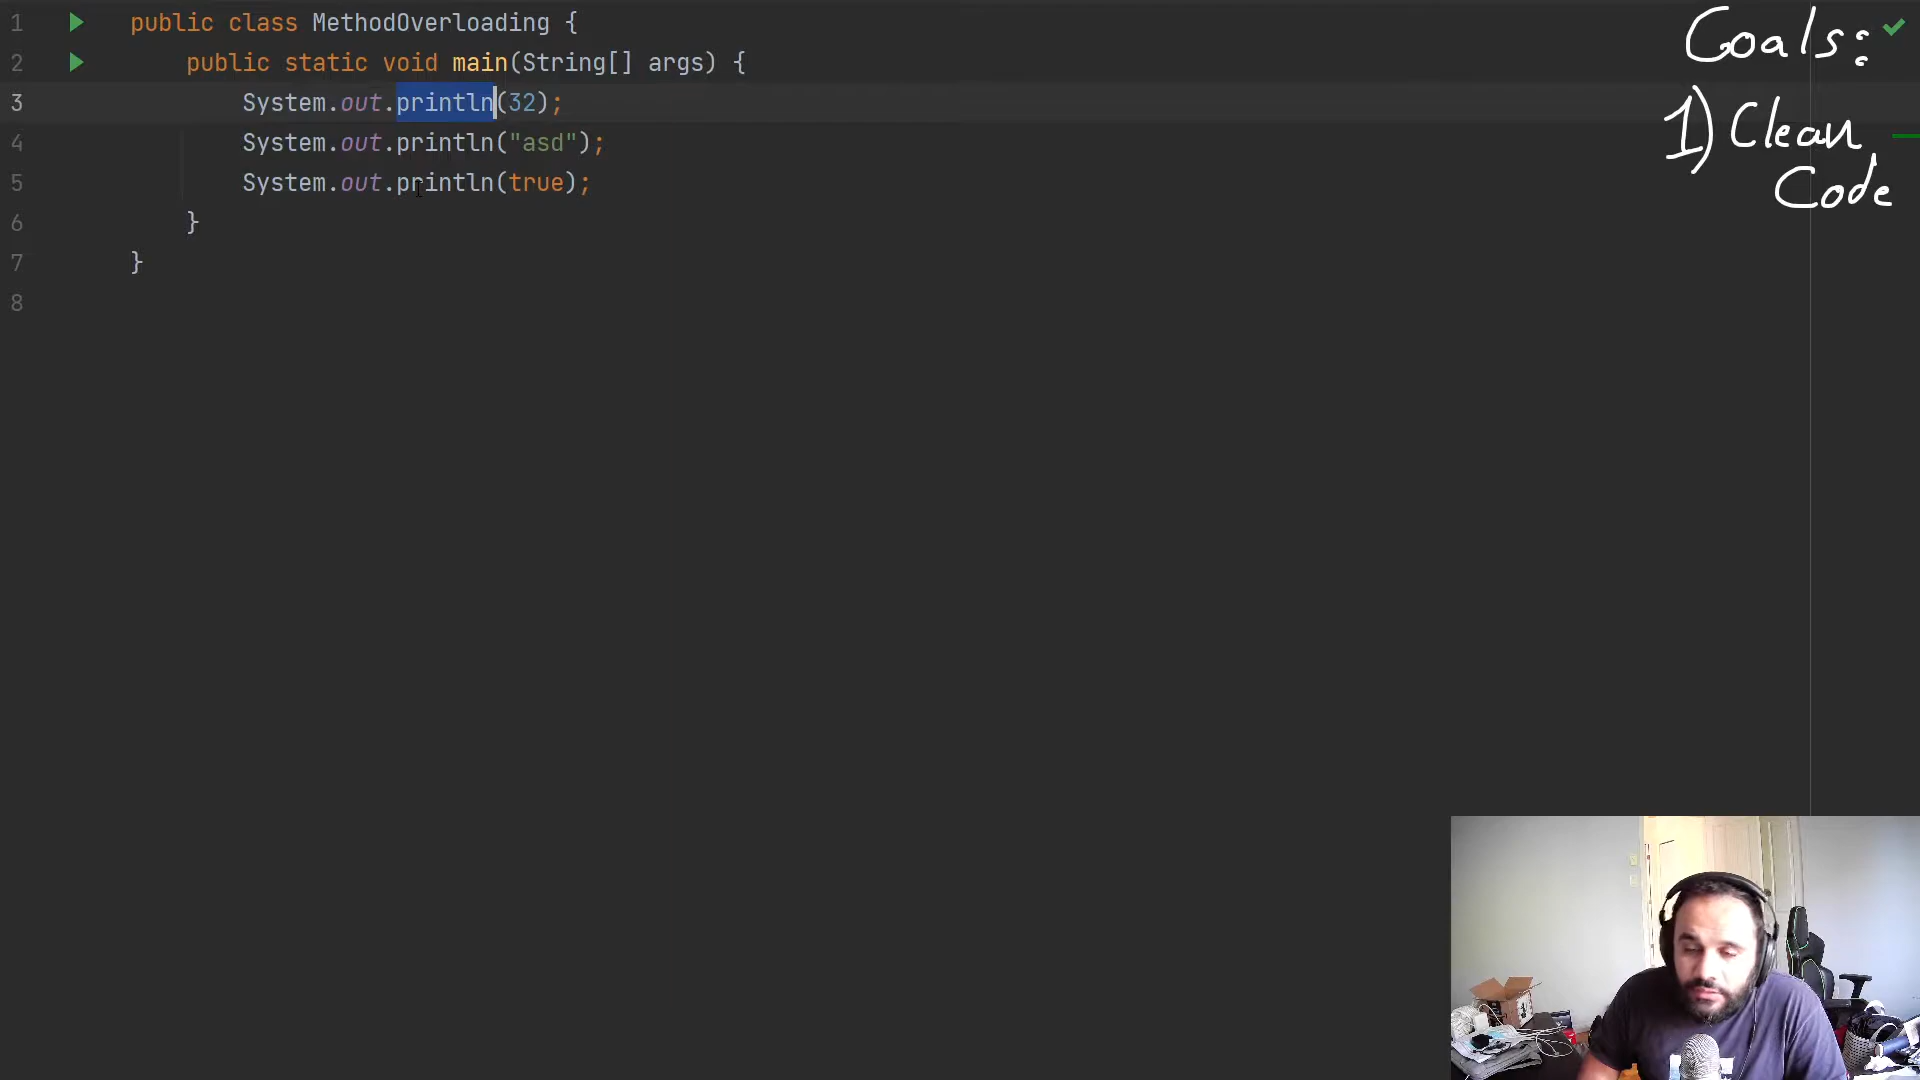 1 public class MethodOverloading {
2 public static void main(String[] args) {
3 System.out.println(32);
4 System.out.println("asd");
5 System.out.println(true);
6 }
7 }
8
Goals:
1) Clean
Code